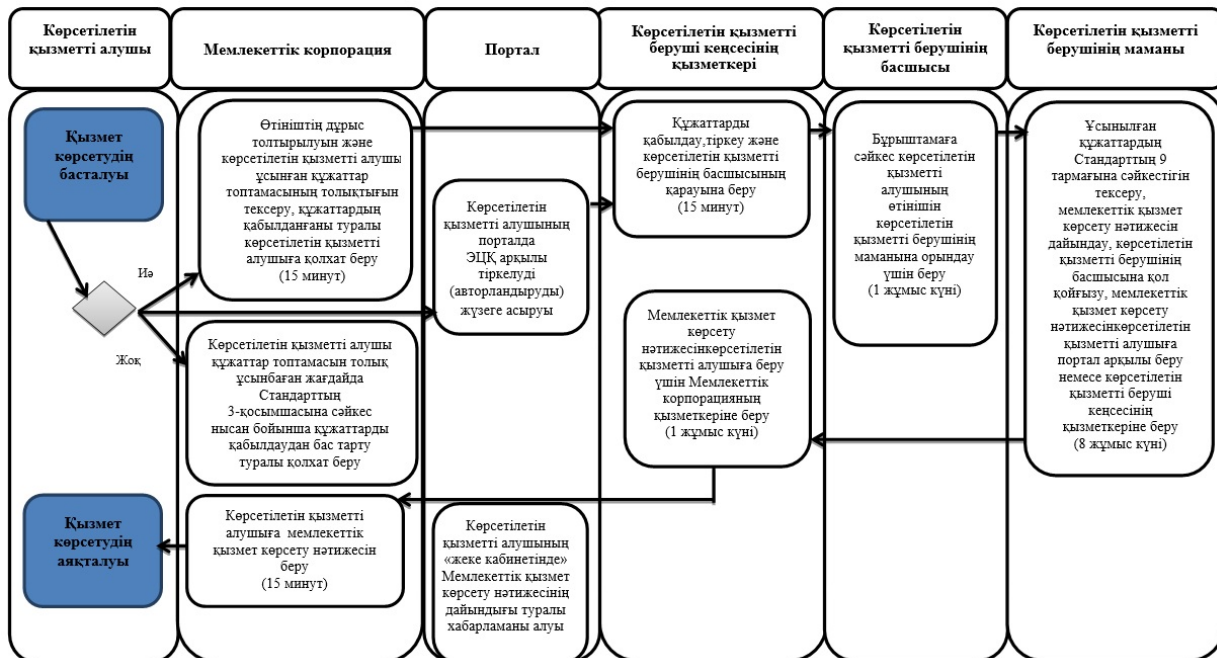 Көрсетілетін
қызметті алушы
Мемлекеттік корпорация
Портал
Көрсетілетін қызметті
беруші кеңсесінің
қызметкері
Көрсетілетін
қызметті берушінің
басшысы
Көрсетілетін қызметті
берушінің маманы
Қызмет
көрсетудің
басталуы
Иә
Жоқ
Өтініштің дұрыс
толтырылуын және
көрсетілетін қызметті алушы
ұсынған құжаттар
топтамасының толықтығын
тексеру, құжаттардың
қабылданғаны туралы
көрсетілетін қызметті
алушыға қолхат беру
(15 минут)
Көрсетілетін қызметті алушы
құжаттар топтамасын толық
ұсынбаған жағдайда
Стандарттың
3-қосымшасына сәйкес
нысан бойынша құжаттарды
қабылдаудан бас тарту
туралы қолхат беру
Көрсетілетін
қызметті алушының
порталда
ЭЦҚ арқылы
тіркелуді
(авторландыруды)
жүзеге асыруы
Құжаттарды
қабылдау,тіркеу және
көрсетілетін қызметті
берушінің басшысының
қарауына беру
(15 минут)
Бұрыштамаға
сәйкес көрсетілетін
қызметті
алушының
өтінішін
көрсетілетін
қызметті берушінің
маманына орындау
үшін беру
(1 жұмыс күні)
Ұсынылған
құжаттардың
Стандарттың 9
тармағына сәйкестігін
тексеру,
мемлекеттік қызмет
көрсету нәтижесін
дайындау, көрсетілетін
қызметті берушінің
басшысына қол
қойғызу, мемлекеттік
қызмет көрсету
нәтижесінкөрсетілетін
қызметті алушыға
портал арқылы беру
немесе көрсетілетін
қызметті беруші
кеңсесінің
қызметкеріне беру
(8 жұмыс күні)
Мемлекеттік қызмет
көрсету
нәтижесінкөрсетілетін
қызметті алушыға беру
үшін Мемлекеттік
корпорацияның
қызметкеріне беру
(1 жұмыс күні)
Қызмет
көрсетудің
аяқталуы
Көрсетілетін қызметті
алушыға мемлекеттік
қызмет көрсету нәтижесін
беру
(15 минут)
Көрсетілетін
қызметті алушының
«жеке кабинетінде»
Мемлекеттік қызмет
көрсету нәтижесінің
дайындығы туралы
хабарламаны алуы